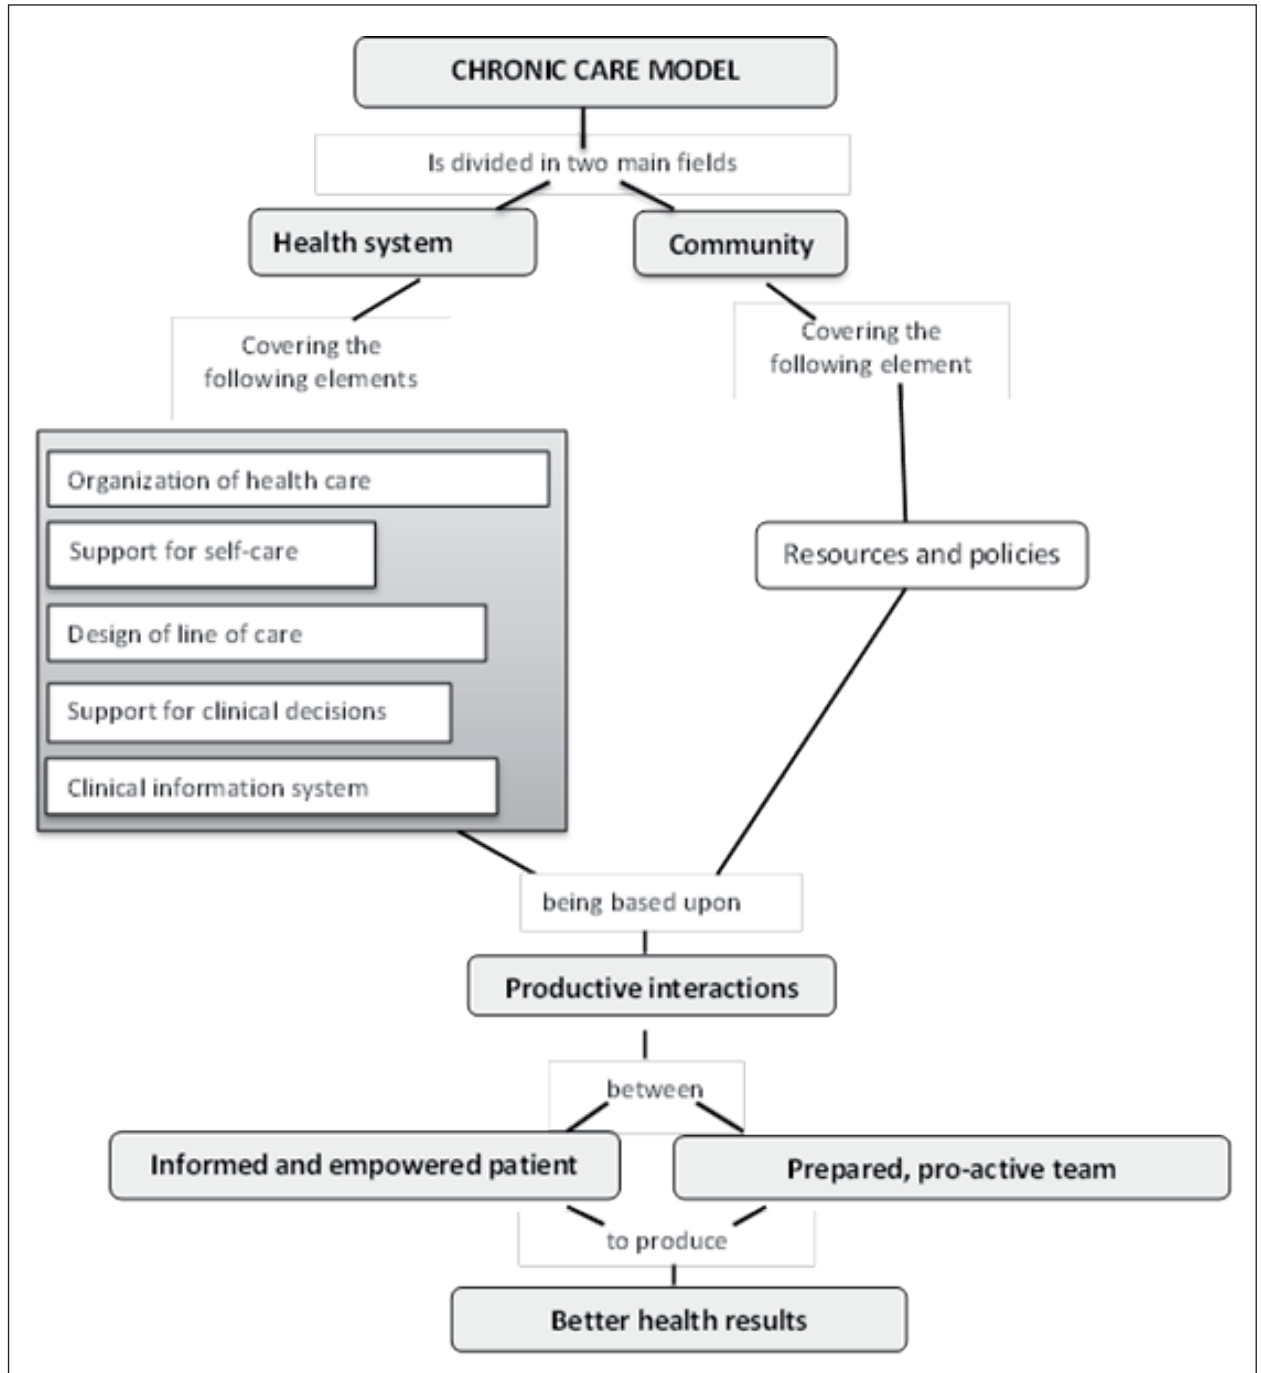 CHRONIC CARE MODEL
Is divided in two main fields
Health system
Community
Covering the
following elements
Covering the
following element
Organization of health care
Support for self-care
Design of line of care
Support for clinical decisions
Clinical information system
Resources and policies
being based upon
Productive interactions
between
Informed and empowered patient
Prepared, pro-active team
to produce
Better health results